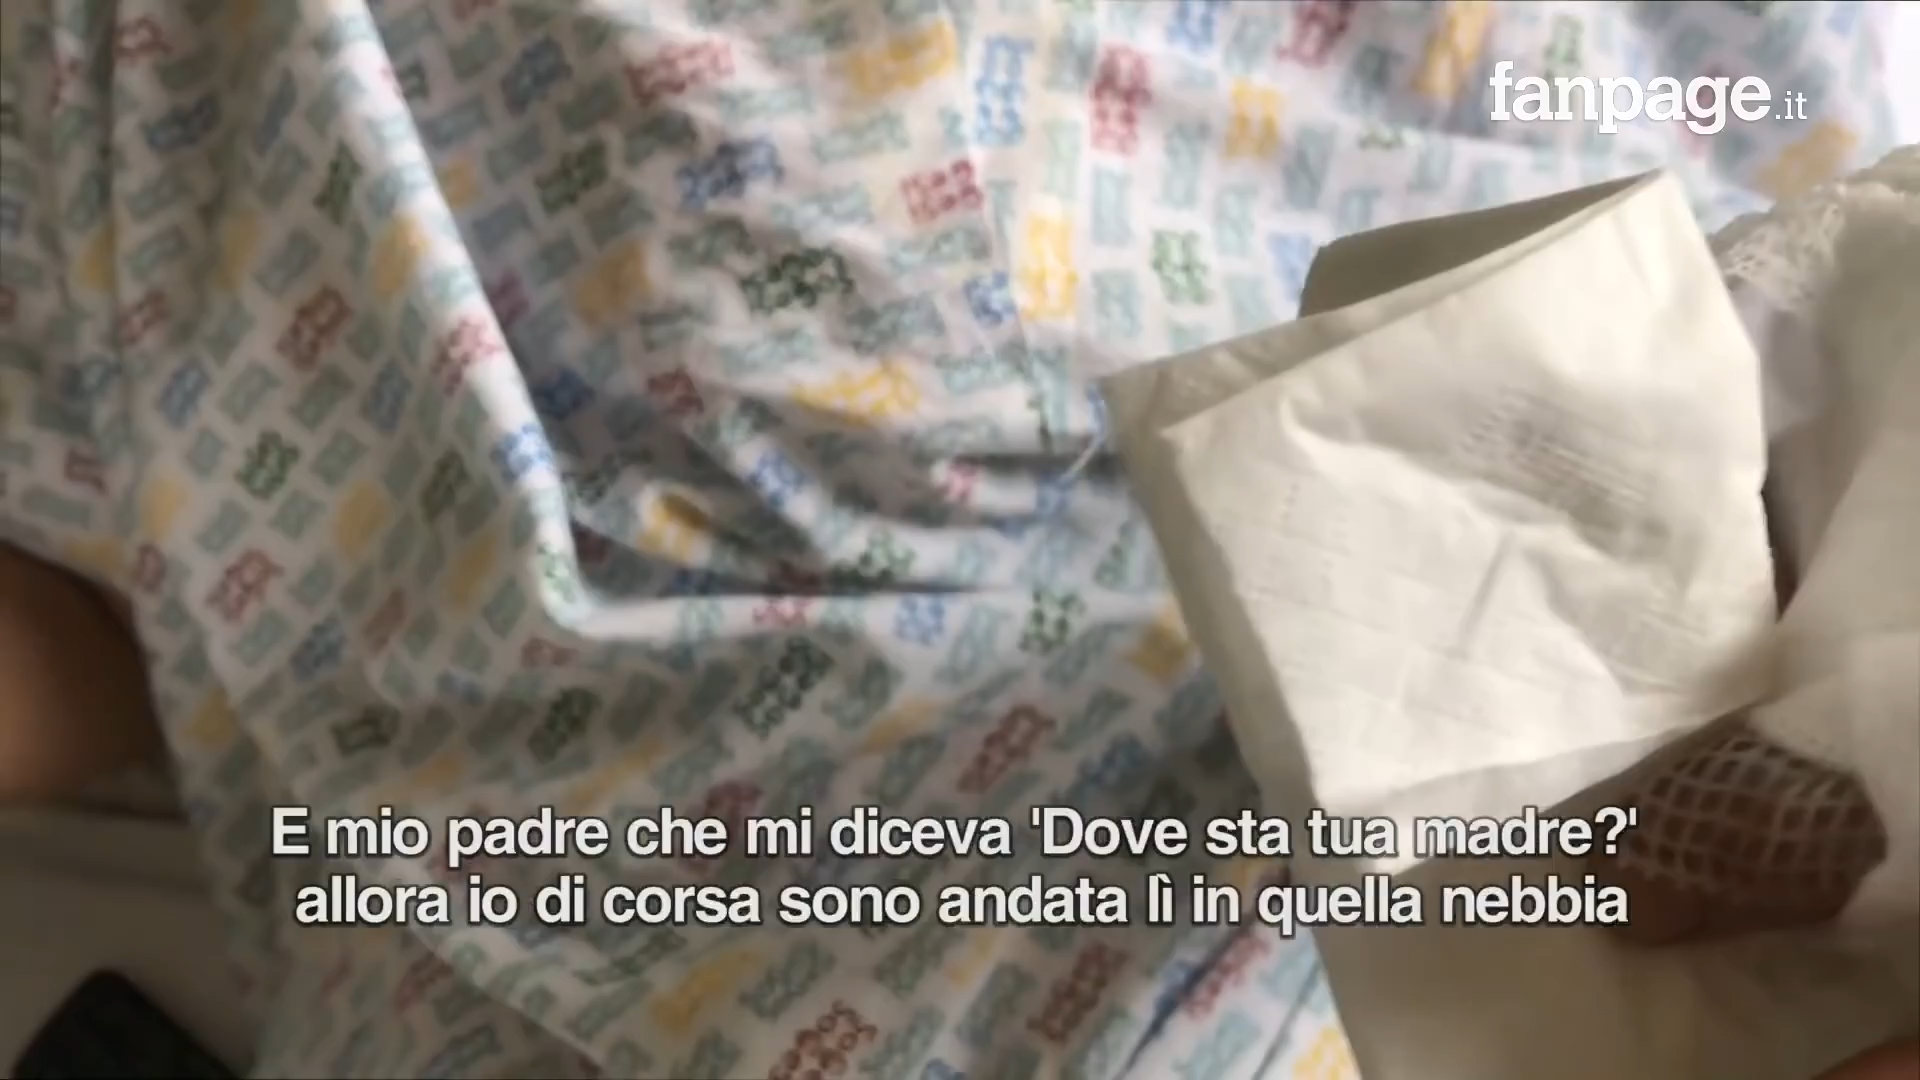 fanpage.it
E mio padre che mi diceva 'Dove sta tua madre?'
allora io di corsa sono andata lì in quella nebbia